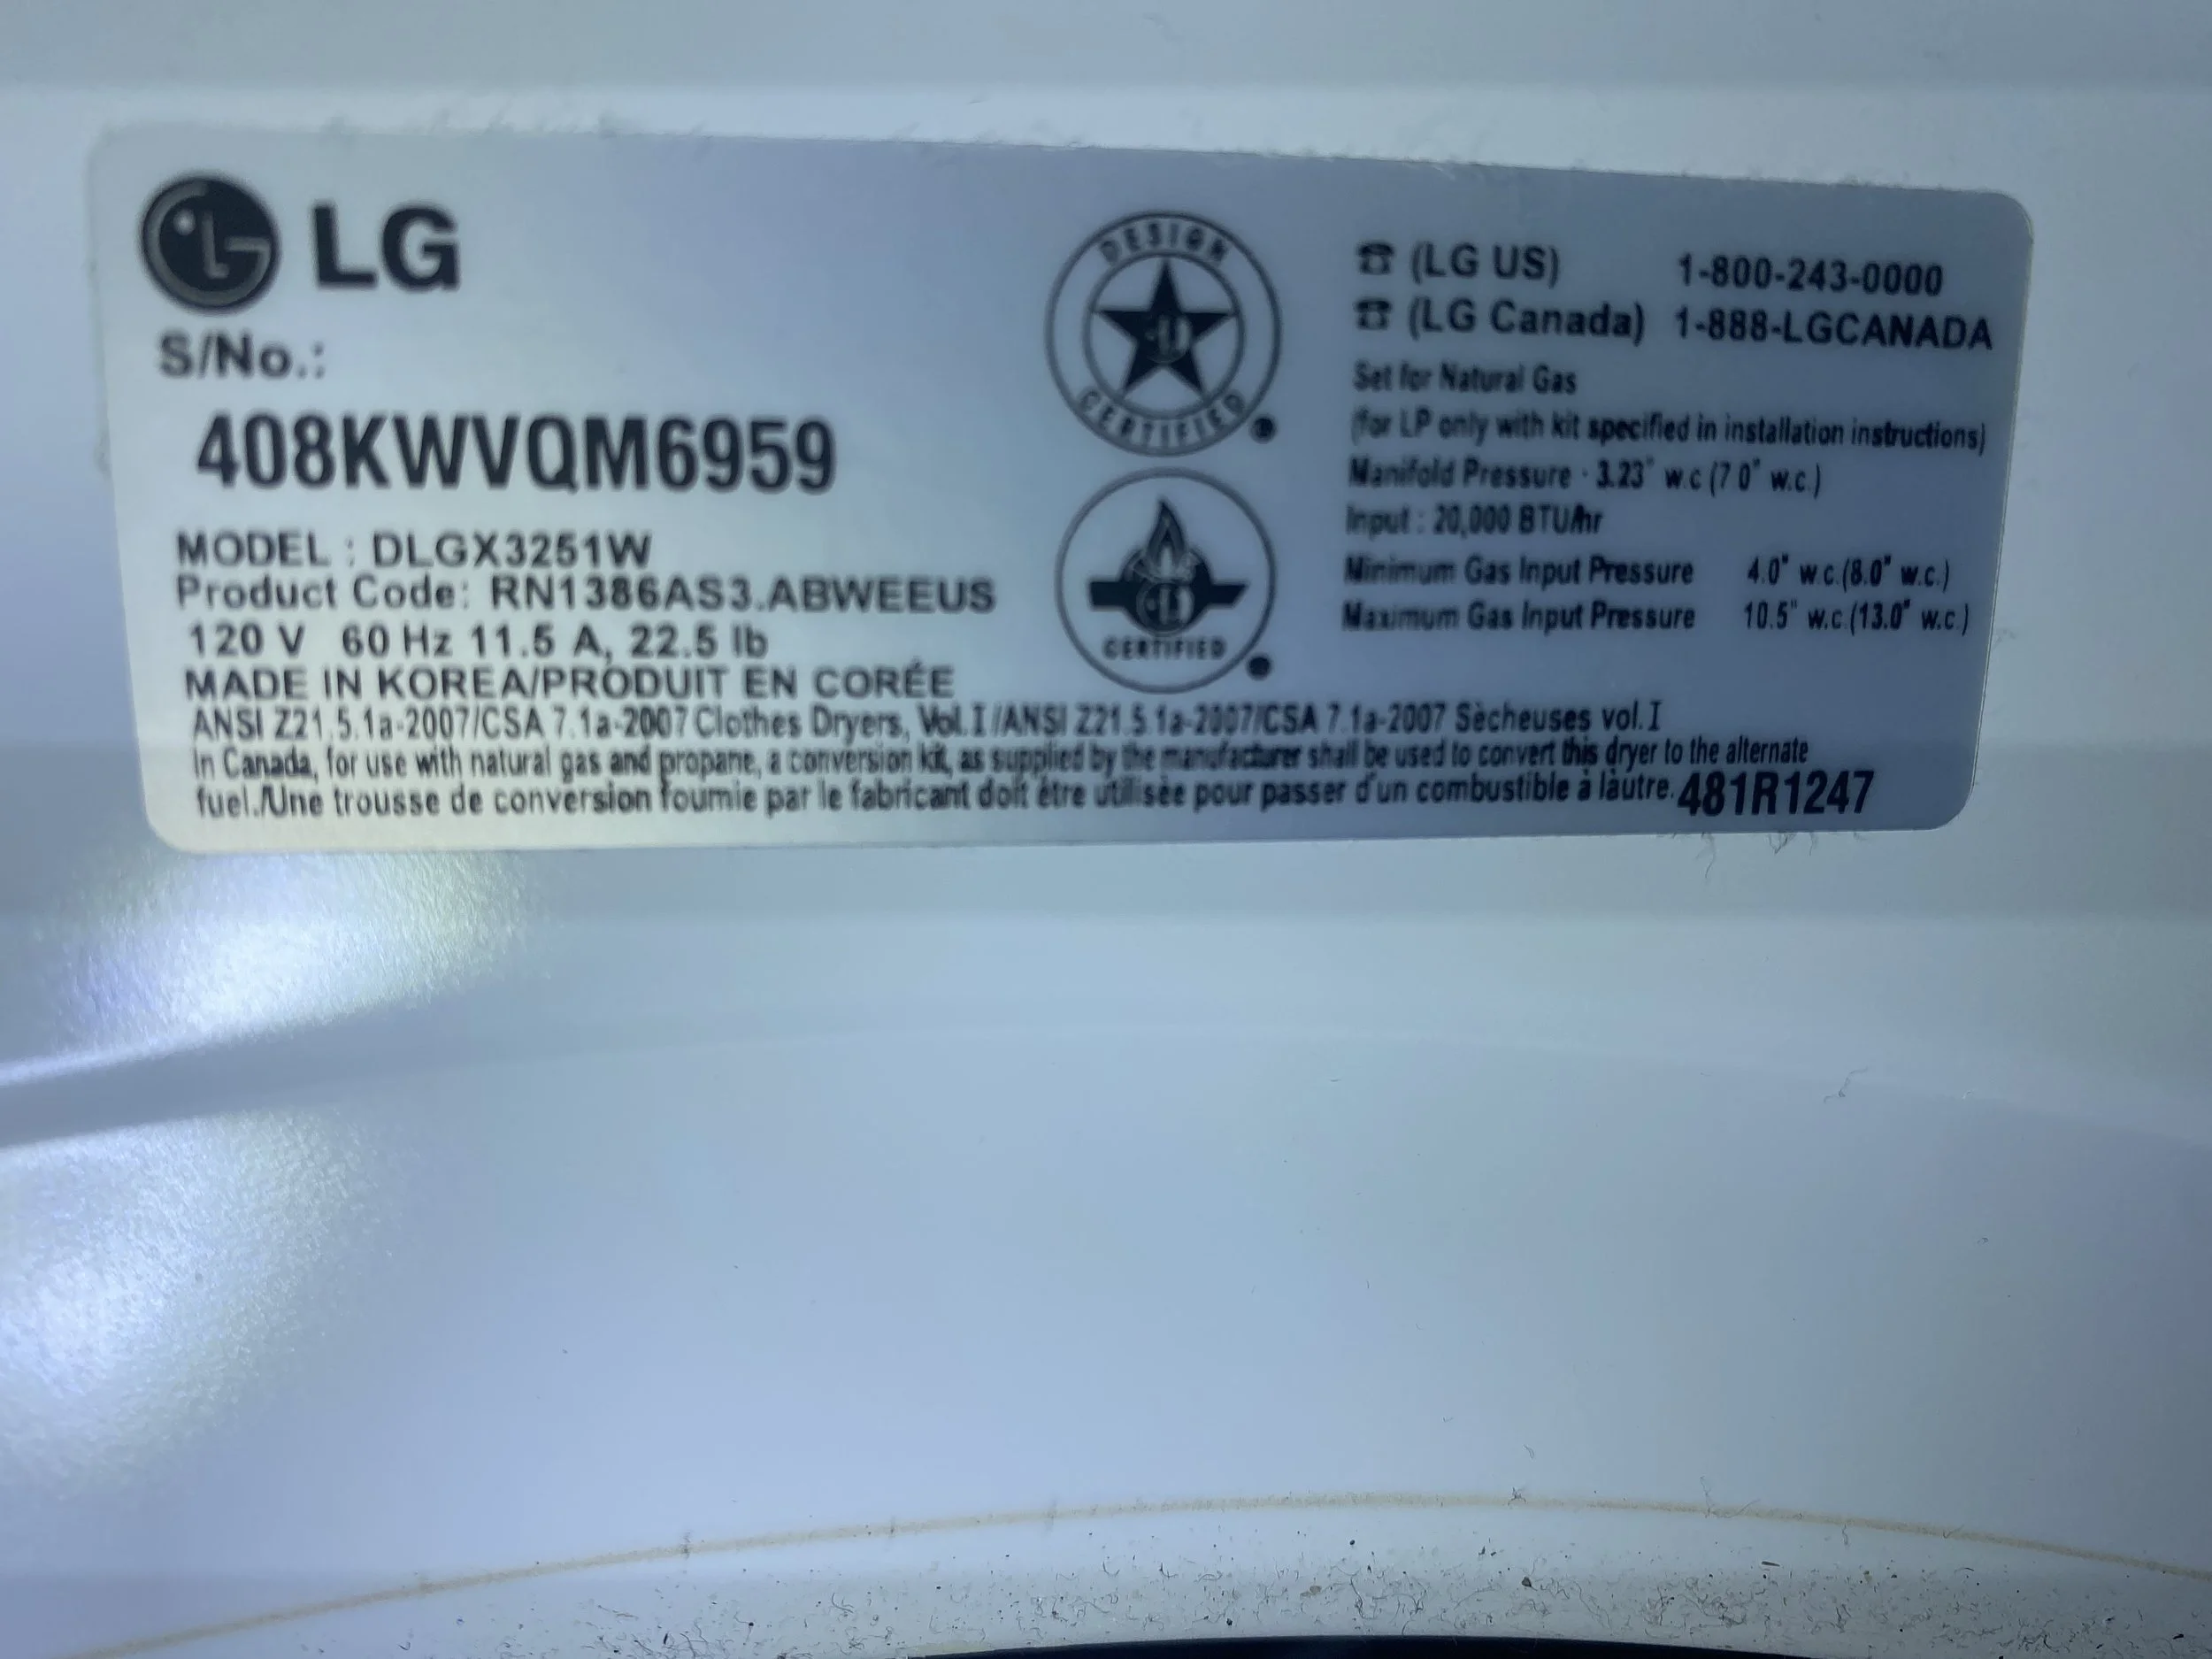 LG
S/No.:
408KWVQM6959
MODEL : DLGX3251W
Product Code: RN1386AS3.ABWEEUS
120 V 60 Hz 11.5 A, 22.5 lb
MADE IN KOREA/PRODUIT EN CORÉE
ANSI Z21.5.1a-2007/CSA 7.1a-2007 Clothes Dryers, Vol.I/ANSI Z21.5.1a-2007/CSA 7.1a-2007 Sècheuses vol.I
In Canada, for use with natural gas and propane, a conversion kit, as supplied by the manufacturer shall be used to convert this dryer to the alternate
fuel./Une trousse de conversion fournie par le fabricant doit être utilisèe pour passer d'un combustible à làutre. 481R1247
DESIGN
CERTIFIED
CERTIFIED
(LG US) 1-800-243-0000
(LG Canada) 1-888-LGCANADA
Set for Natural Gas
(for LP only with kit specified in installation instructions)
Manifold Pressure · 3.23" w.c (7 0" w.c.)
Input : 20,000 BTU/hr
Minimum Gas Input Pressure 4.0" w.c.(8.0" w.c.)
Maximum Gas Input Pressure 10.5" w.c.(13.0" w.c.)